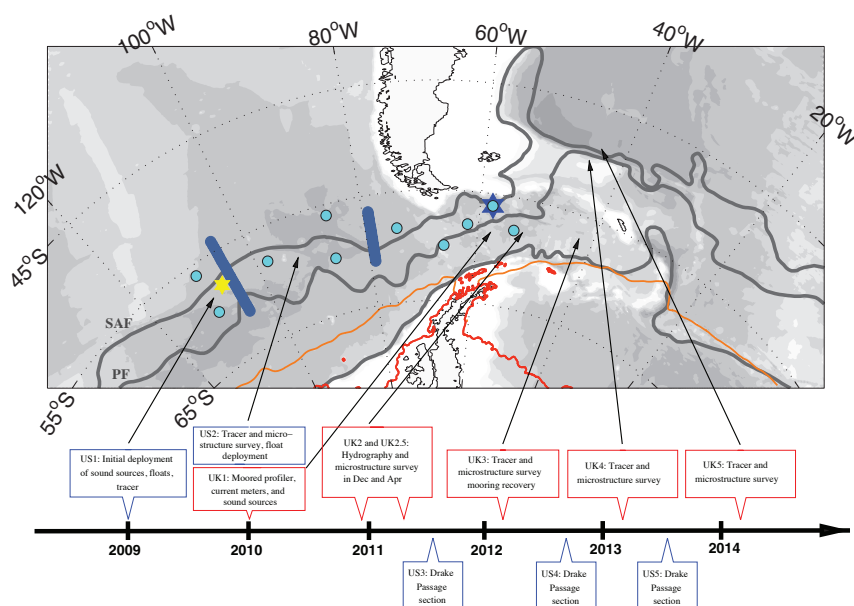 100°W
80°W
60°W
40°W
20°W
120°W
45°S
SAF
PF
55°S
65°S
US1: Initial deployment
of sound sources, floats,
tracer
US2: Tracer and micro–
structure survey, float
deployment
UK1: Moored profiler,
current meters, and
sound sources
UK2 and UK2.5:
Hydrography and
microstructure survey
in Dec and Apr
UK3: Tracer and
microstructure survey
mooring recovery
UK4: Tracer and
microstructure survey
UK5: Tracer and
microstructure survey
2009
2010
2011
2012
2013
2014
US3: Drake
Passage
section
US4: Drake
Passage
section
US5: Drake
Passage
section